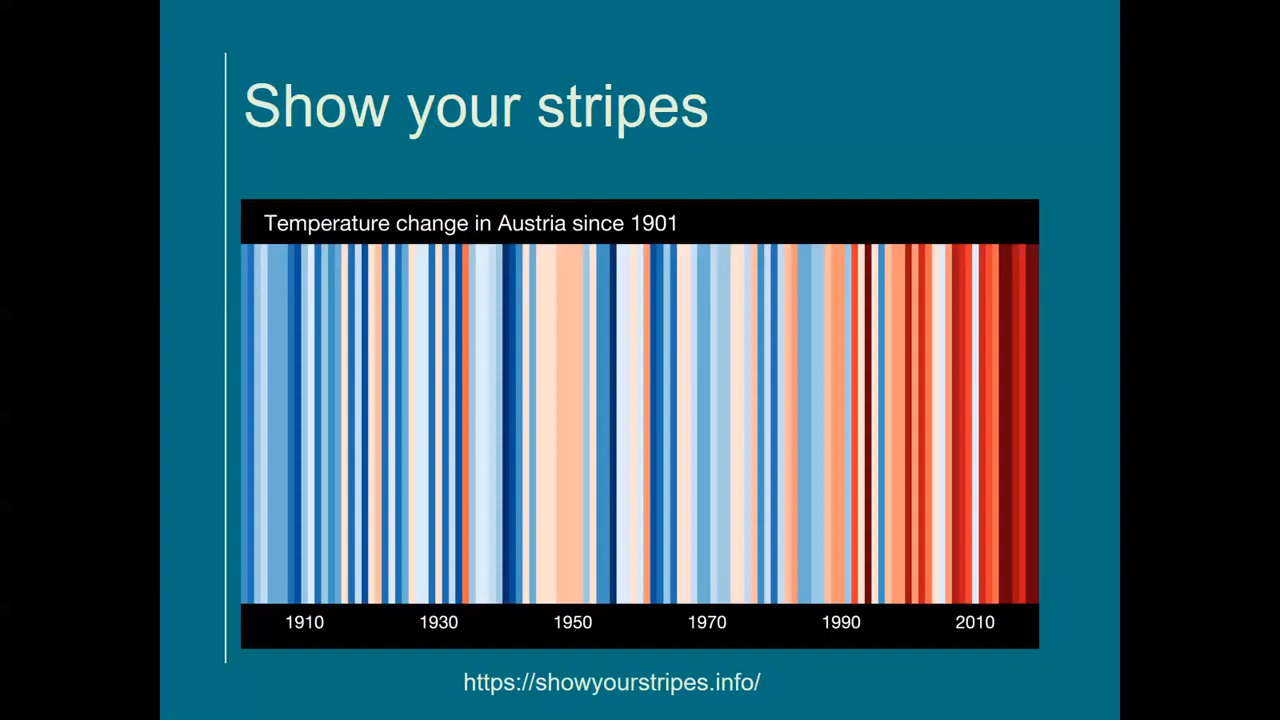 Show your stripes
Temperature change in Austria since 1901
1910 1930 1950 1970 1990 2010
https://showyourstripes.info/